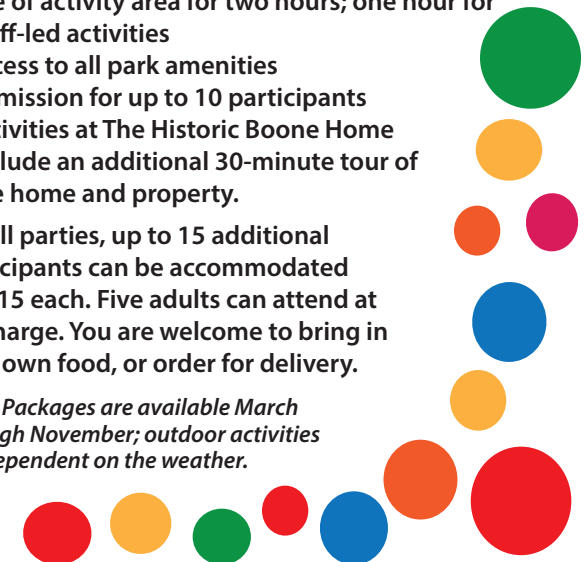 e of activity area for two hours; one hour for
ff-led activities
cess to all park amenities
mission for up to 10 participants
tivities at The Historic Boone Home
lude an additional 30-minute tour of
e home and property.
ll parties, up to 15 additional
icipants can be accommodated
15 each. Five adults can attend at
harge. You are welcome to bring in
own food, or order for delivery.
Packages are available March
gh November; outdoor activities
ependent on the weather.